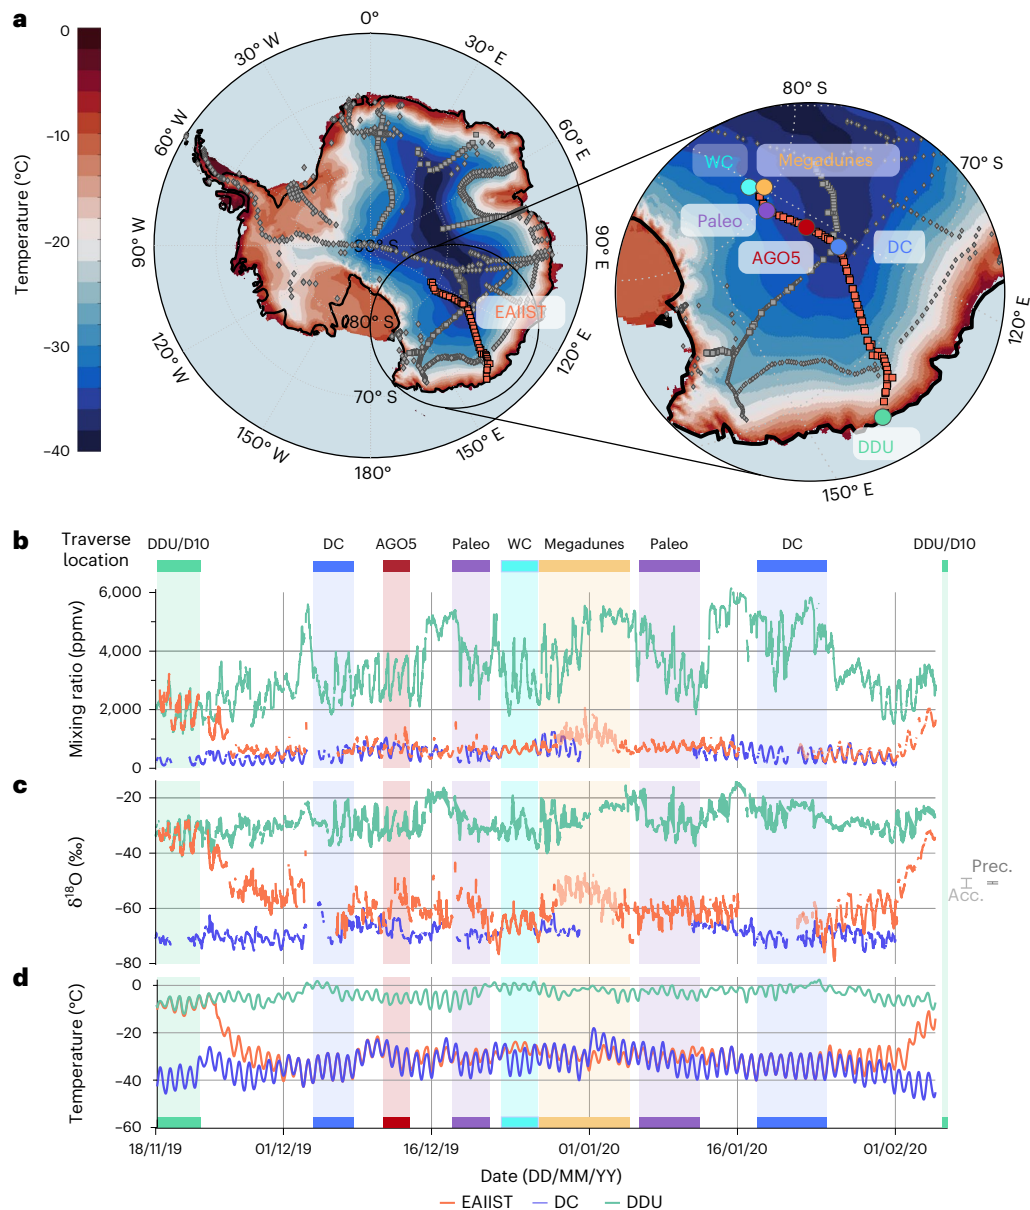 a
0
−10
−20
−30
−40
Temperature (°C)
0°
30° E
60° E
90° E
120° E
150° E
180°
150° W
120° W
90° W
60° W
30° W
90° S
80° S
70° S
EAIIST
80° S
70° S
120° E
150° E
WC
Megadunes
Paleo
AGO5
DC
DDU
b
Traverse
location
DDU/D10
DC
AGO5
Paleo
WC
Megadunes
Paleo
DC
DDU/D10
Mixing ratio (ppmv)
6,000
4,000
2,000
0
c
δ18O (‰)
−20
−40
−60
−80
Prec.
Acc.
d
Temperature (°C)
0
−20
−40
−60
18/11/19
01/12/19
16/12/19
01/01/20
16/01/20
01/02/20
Date (DD/MM/YY)
EAIIST
DC
DDU